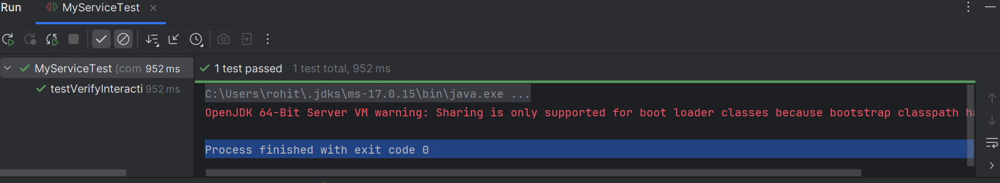 Run MyServiceTest
MyServiceTest (com 952 ms
testVerifyInteracti 952 ms
1 test passed 1 test total, 952 ms
C:\Users\rohit\.jdks\ms-17.0.15\bin\java.exe ...
OpenJDK 64-Bit Server VM warning: Sharing is only supported for boot loader classes because bootstrap classpath ha
Process finished with exit code 0